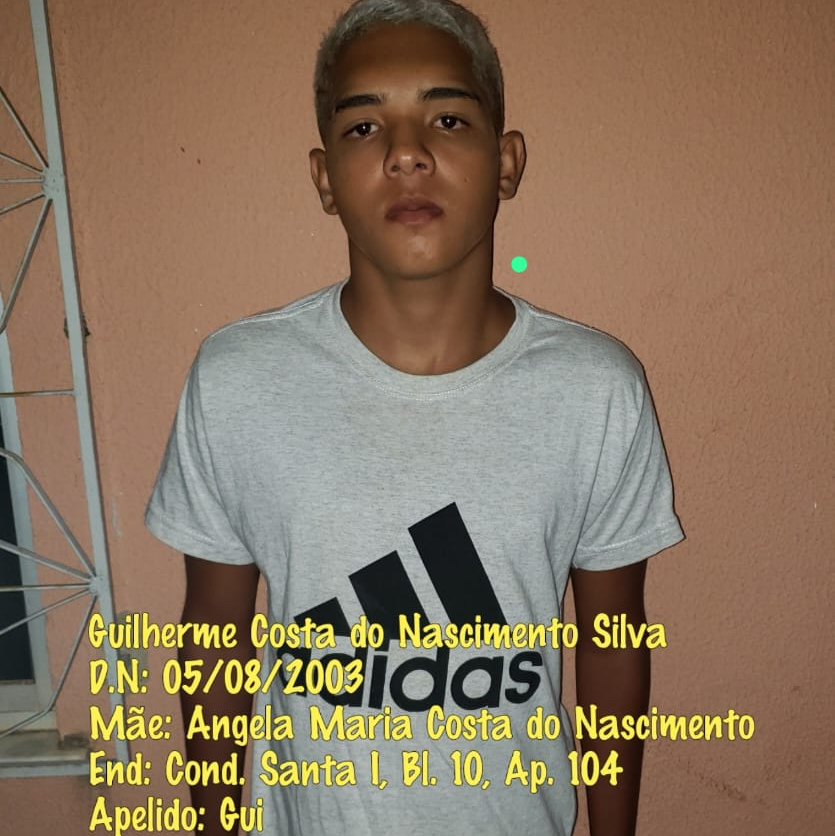 adidas
Guilherme Costa do Nascimento Silva
D.N: 05/08/2003
Mãe: Angela Maria Costa do Nascimento
End: Cond. Santa I, Bl. 10, Ap. 104
Apelido: Gui